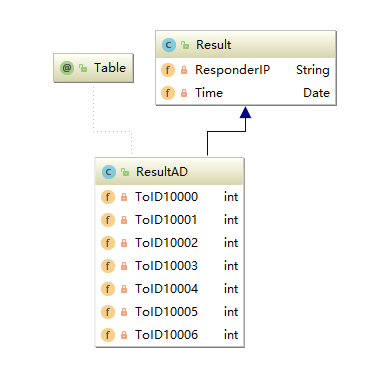 @ Table
C Result
f ResponderIP String
f Time Date
C ResultAD
f ToID10000 int
f ToID10001 int
f ToID10002 int
f ToID10003 int
f ToID10004 int
f ToID10005 int
f ToID10006 int